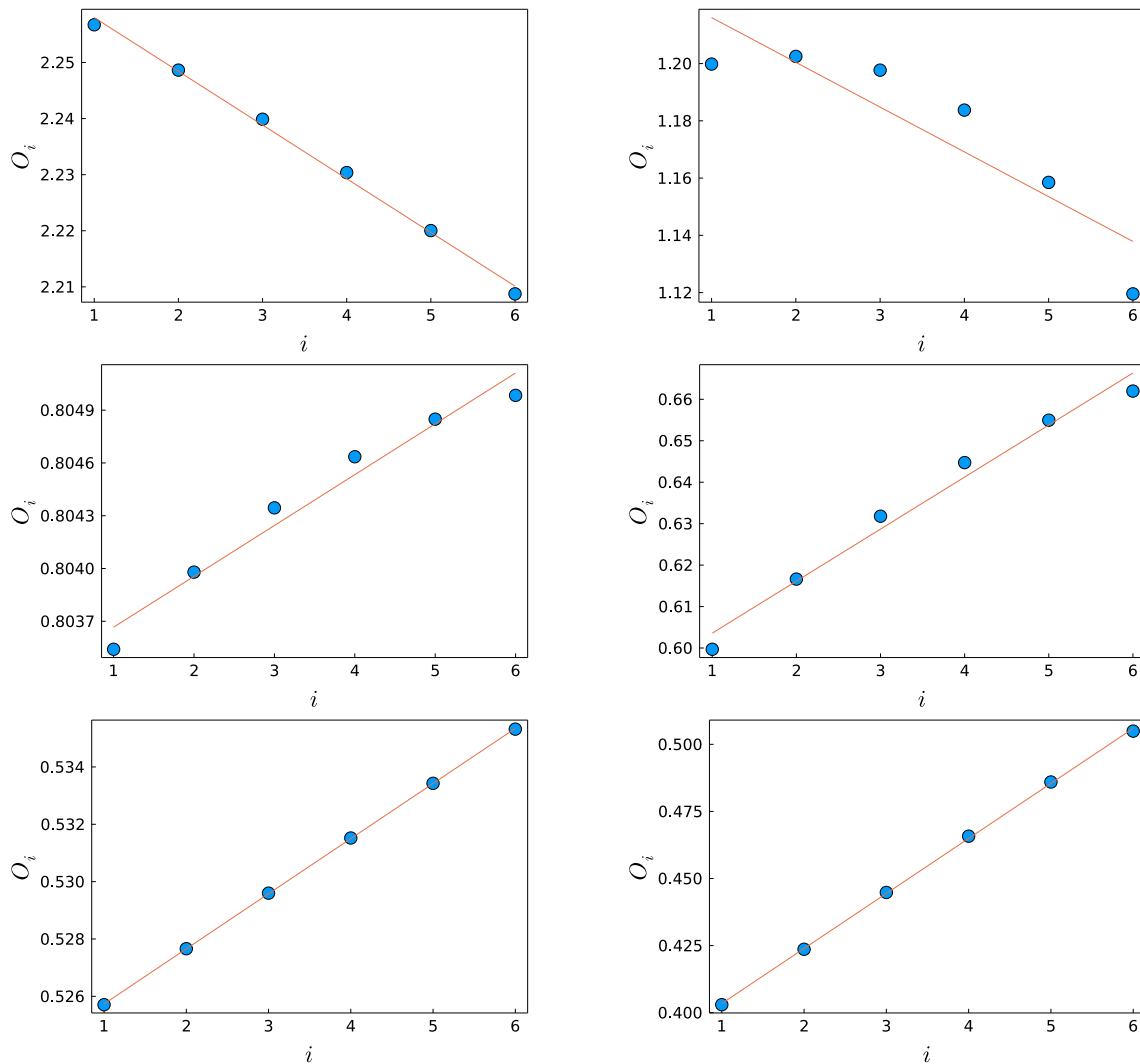 2.25
2.24
2.23
2.22
2.21
O_i
1 2 3 4 5 6
i
1.20
1.18
1.16
1.14
1.12
O_i
1 2 3 4 5 6
i
0.8049
0.8046
0.8043
0.8040
0.8037
O_i
1 2 3 4 5 6
i
0.66
0.65
0.64
0.63
0.62
0.61
0.60
O_i
1 2 3 4 5 6
i
0.534
0.532
0.530
0.528
0.526
O_i
1 2 3 4 5 6
i
0.500
0.475
0.450
0.425
0.400
O_i
1 2 3 4 5 6
i